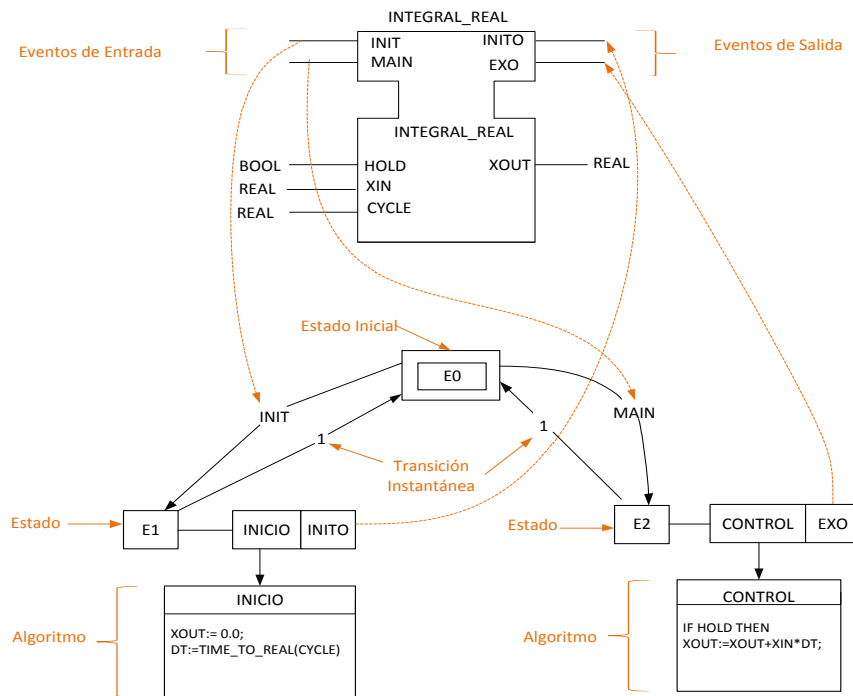 INTEGRAL_REAL
Eventos de Entrada
INIT
INITO
Eventos de Salida
MAIN
EXO
INTEGRAL_REAL
BOOL
HOLD
XOUT
REAL
REAL
XIN
REAL
CYCLE
Estado Inicial
E0
INIT
MAIN
1
1
Transición
Instantánea
Estado
E1
INICIO
INITO
Estado
E2
CONTROL
EXO
Algoritmo
INICIO
XOUT:= 0.0;
DT:=TIME_TO_REAL(CYCLE)
Algoritmo
CONTROL
IF HOLD THEN
XOUT:=XOUT+XIN*DT;